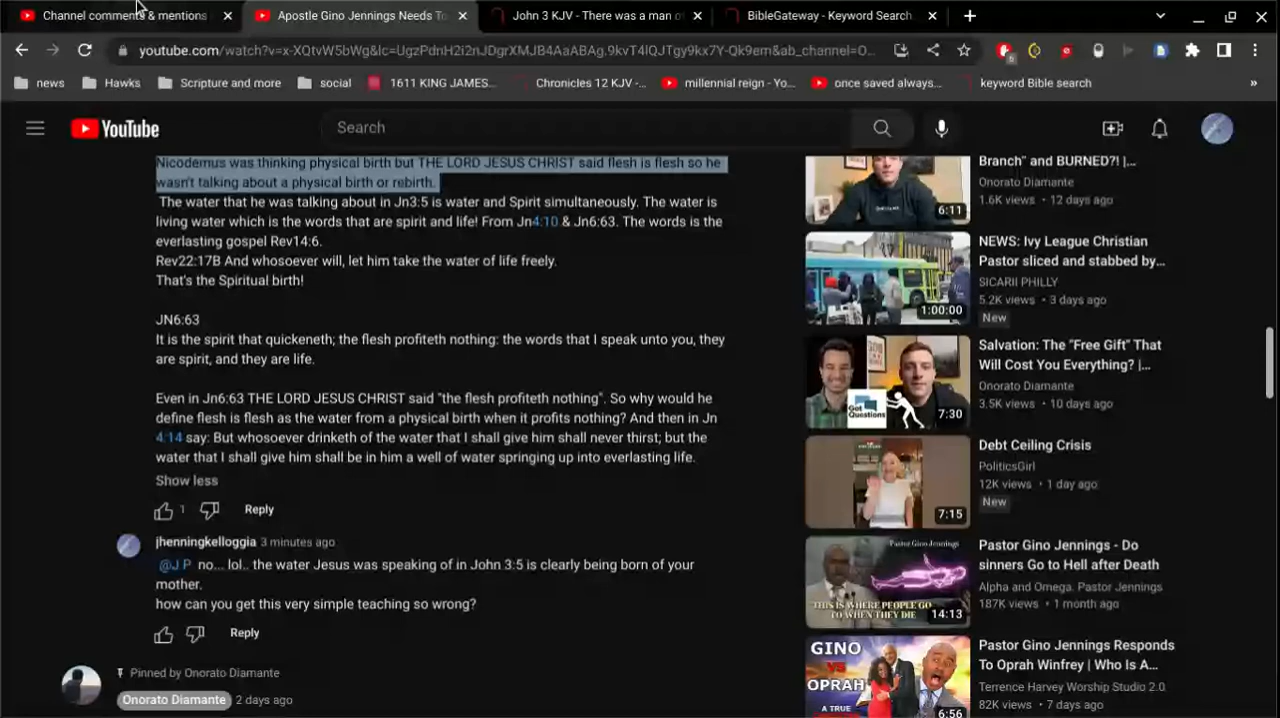 Channel comments & mentions
Apostle Gino Jennings Needs To
John 3 KJV - There was a man of
BibleGateway - Keyword Search
youtube.com/watch?v=x-XQtvW5bWg&lc=UgzPdnH2i2nJDgrXMJB4AaABAg.9kvT4IQJTgy9kx7Y-Qk9em&ab_channel=O...
news
Hawks
Scripture and more
social
1611 KING JAMES...
Chronicles 12 KJV -...
millennial reign - Yo...
once saved always...
keyword Bible search
»
YouTube
Search
Nicodemus was thinking physical birth but THE LORD JESUS CHRIST said flesh is flesh so he
wasn't talking about a physical birth or rebirth.
The water that he was talking about in Jn3:5 is water and Spirit simultaneously. The water is
living water which is the words that are spirit and life! From Jn4:10 & Jn6:63. The words is the
everlasting gospel Rev14:6.
Rev22:17B And whosoever will, let him take the water of life freely.
That's the Spiritual birth!
JN6:63
It is the spirit that quickeneth; the flesh profiteth nothing: the words that I speak unto you, they
are spirit, and they are life.
Even in Jn6:63 THE LORD JESUS CHRIST said "the flesh profiteth nothing". So why would he
define flesh is flesh as the water from a physical birth when it profits nothing? And then in Jn
4:14 say: But whosoever drinketh of the water that I shall give him shall never thirst; but the
water that I shall give him shall be in him a well of water springing up into everlasting life.
Show less
1
Reply
jhenningkelloggia 3 minutes ago
@J P no... lol.. the water Jesus was speaking of in John 3:5 is clearly being born of your
mother.
how can you get this very simple teaching so wrong?
Reply
Pinned by Onorato Diamante
Onorato Diamante 2 days ago
6:11
Branch" and BURNED?! |...
Onorato Diamante
1.6K views • 12 days ago
1:00:00
NEWS: Ivy League Christian
Pastor sliced and stabbed by...
SICARII PHILLY
5.2K views • 3 days ago
New
Got
Questions
7:30
Salvation: The "Free Gift" That
Will Cost You Everything? |...
Onorato Diamante
3.5K views • 10 days ago
7:15
Debt Ceiling Crisis
PoliticsGirl
12K views • 1 day ago
New
Pastor Gino Jennings
THIS IS WHERE PEOPLE GO
TO WHEN THEY DIE
14:13
Pastor Gino Jennings - Do
sinners Go to Hell after Death
Alpha and Omega. Pastor Jennings
187K views • 1 month ago
GINO
VS
OPRAH
A TRUE
6:56
Pastor Gino Jennings Responds
To Oprah Winfrey | Who Is A...
Terrence Harvey Worship Studio 2.0
82K views • 7 days ago